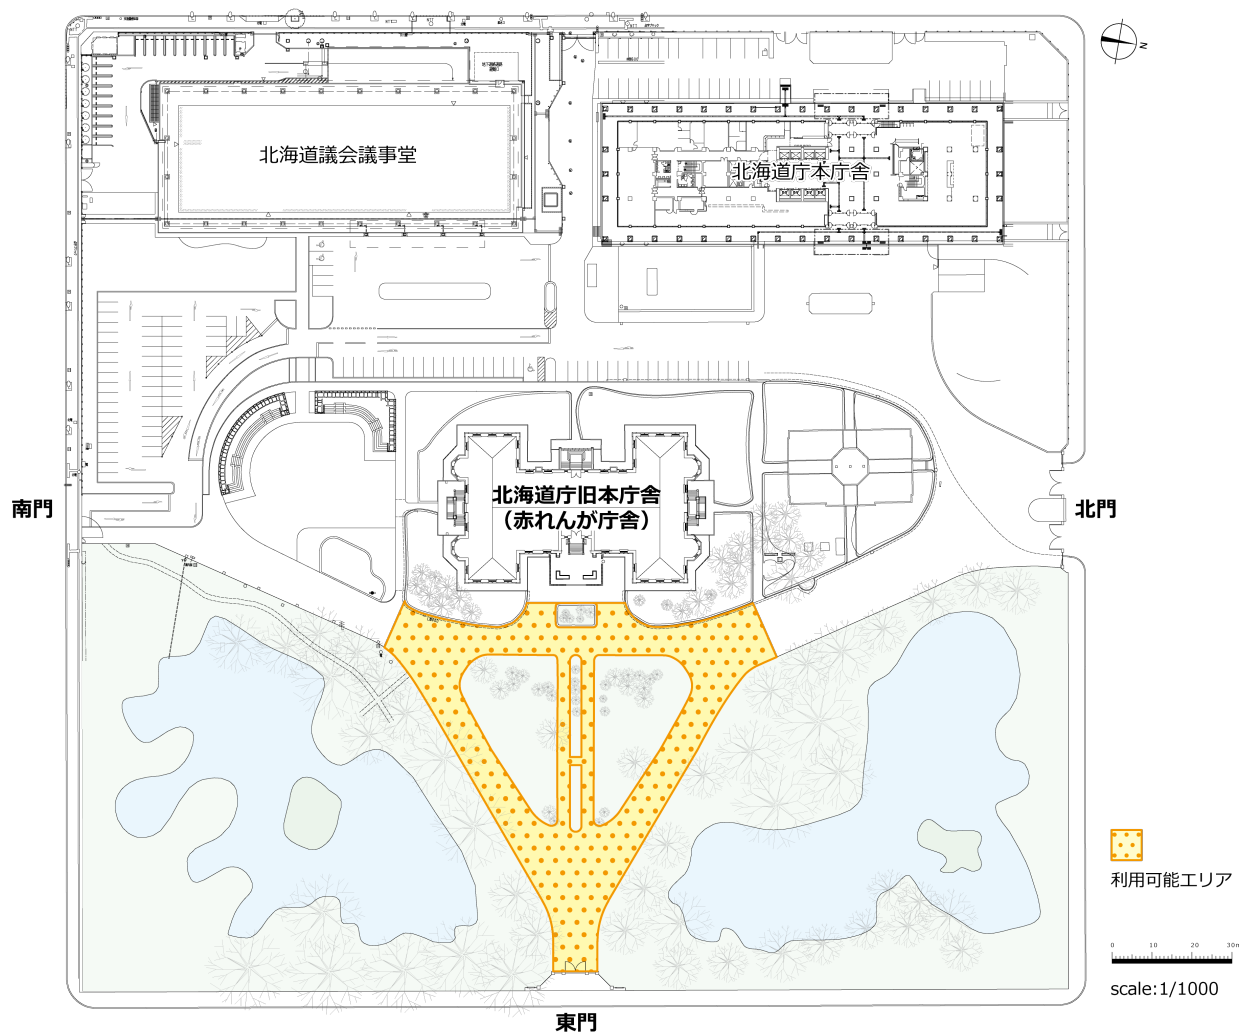 N
北海道議会議事堂
北海道庁本庁舎
南門
北海道庁旧本庁舎
(赤れんが庁舎)
北門
利用可能エリア
0 10 20 30m
scale:1/1000
東門